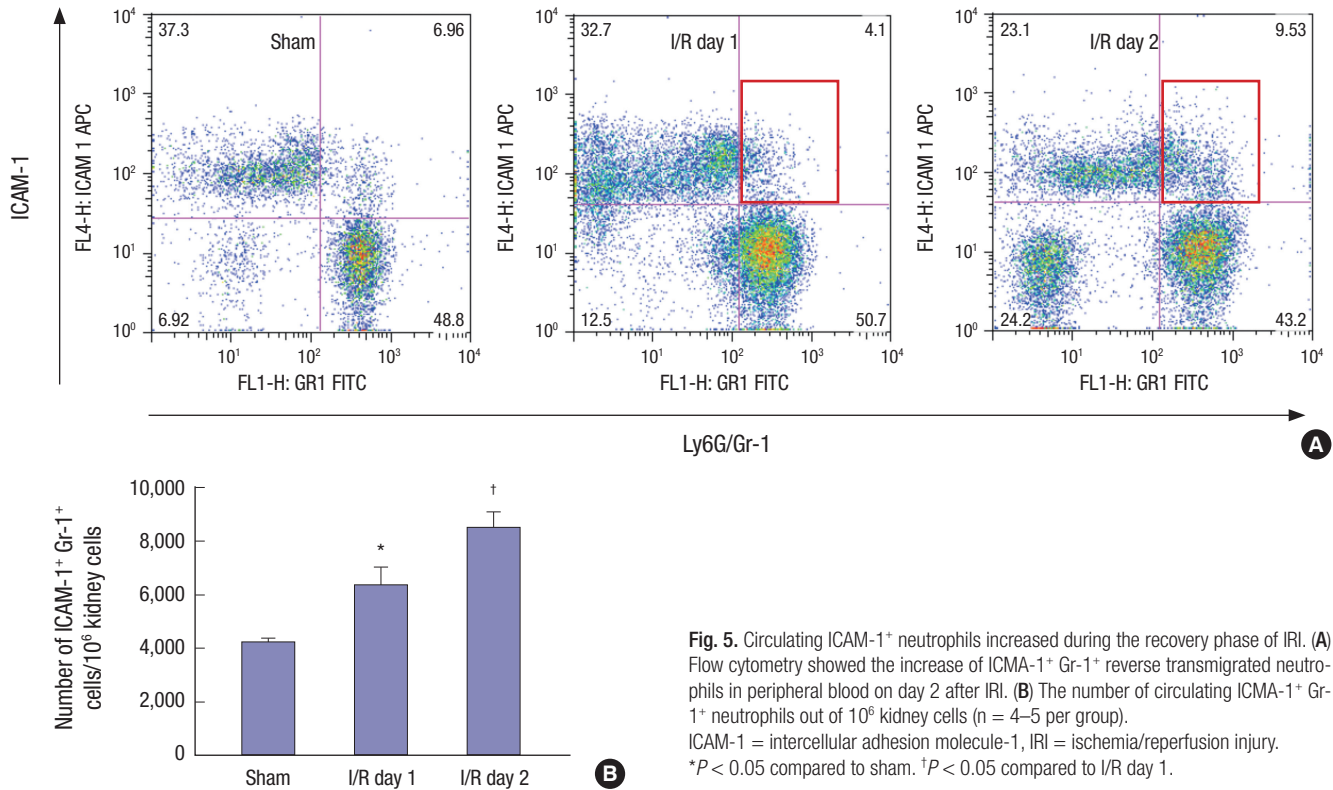 ICAM-1
FL4-H: ICAM 1 APC
10⁴
10³
10²
10¹
10⁰
37.3
6.96
Sham
6.92
48.8
10¹
10²
10³
10⁴
FL1-H: GR1 FITC
FL4-H: ICAM 1 APC
10⁴
10³
10²
10¹
10⁰
32.7
4.1
I/R day 1
12.5
50.7
10¹
10²
10³
10⁴
FL1-H: GR1 FITC
FL4-H: ICAM 1 APC
10⁴
10³
10²
10¹
10⁰
23.1
9.53
I/R day 2
24.2
43.2
10¹
10²
10³
10⁴
FL1-H: GR1 FITC
Ly6G/Gr-1
A
Number of ICAM-1⁺ Gr-1⁺
cells/10⁶ kidney cells
10,000
8,000
6,000
4,000
2,000
0
*
†
Sham
I/R day 1
I/R day 2
B
Fig. 5. Circulating ICAM-1⁺ neutrophils increased during the recovery phase of IRI. (A)
Flow cytometry showed the increase of ICMA-1⁺ Gr-1⁺ reverse transmigrated neutro-
phils in peripheral blood on day 2 after IRI. (B) The number of circulating ICMA-1⁺ Gr-
1⁺ neutrophils out of 10⁶ kidney cells (n = 4–5 per group).
ICAM-1 = intercellular adhesion molecule-1, IRI = ischemia/reperfusion injury.
*P < 0.05 compared to sham. †P < 0.05 compared to I/R day 1.